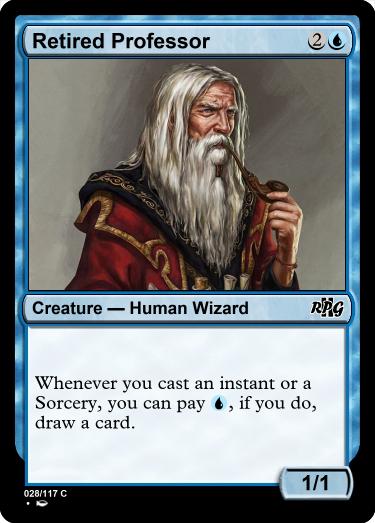 Retired Professor 2
Creature — Human Wizard RPG
Whenever you cast an instant or a
Sorcery, you can pay , if you do,
draw a card.
028/117 C
1/1